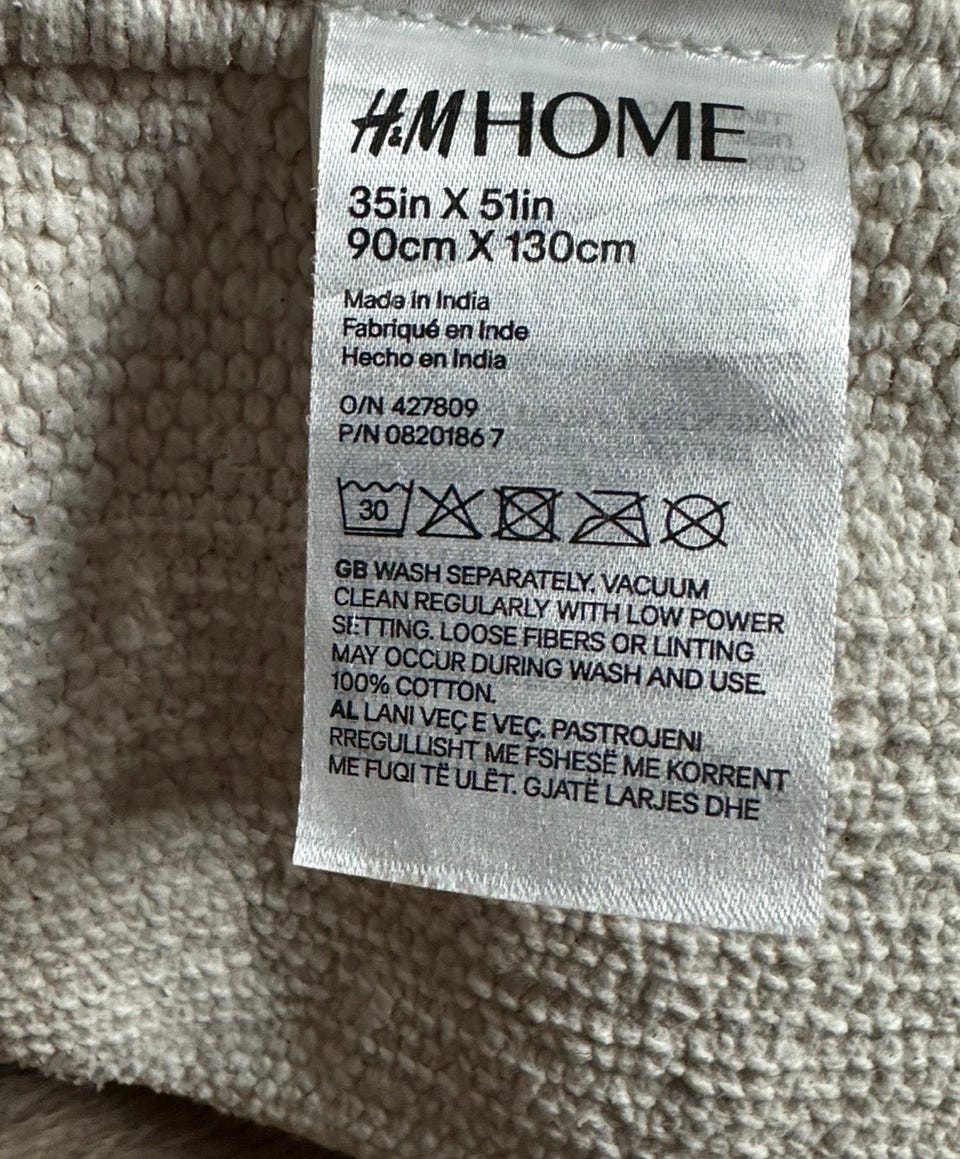 H&M HOME
35in X 51in
90cm X 130cm
Made in India
Fabriqué en Inde
Hecho en India
O/N 427809
P/N 0820186 7
30
GB WASH SEPARATELY. VACUUM
CLEAN REGULARLY WITH LOW POWER
SETTING. LOOSE FIBERS OR LINTING
MAY OCCUR DURING WASH AND USE.
100% COTTON.
AL LANI VEÇ E VEÇ. PASTROJENI
RREGULLISHT ME FSHESË ME KORRENT
ME FUQI TË ULËT. GJATË LARJES DHE